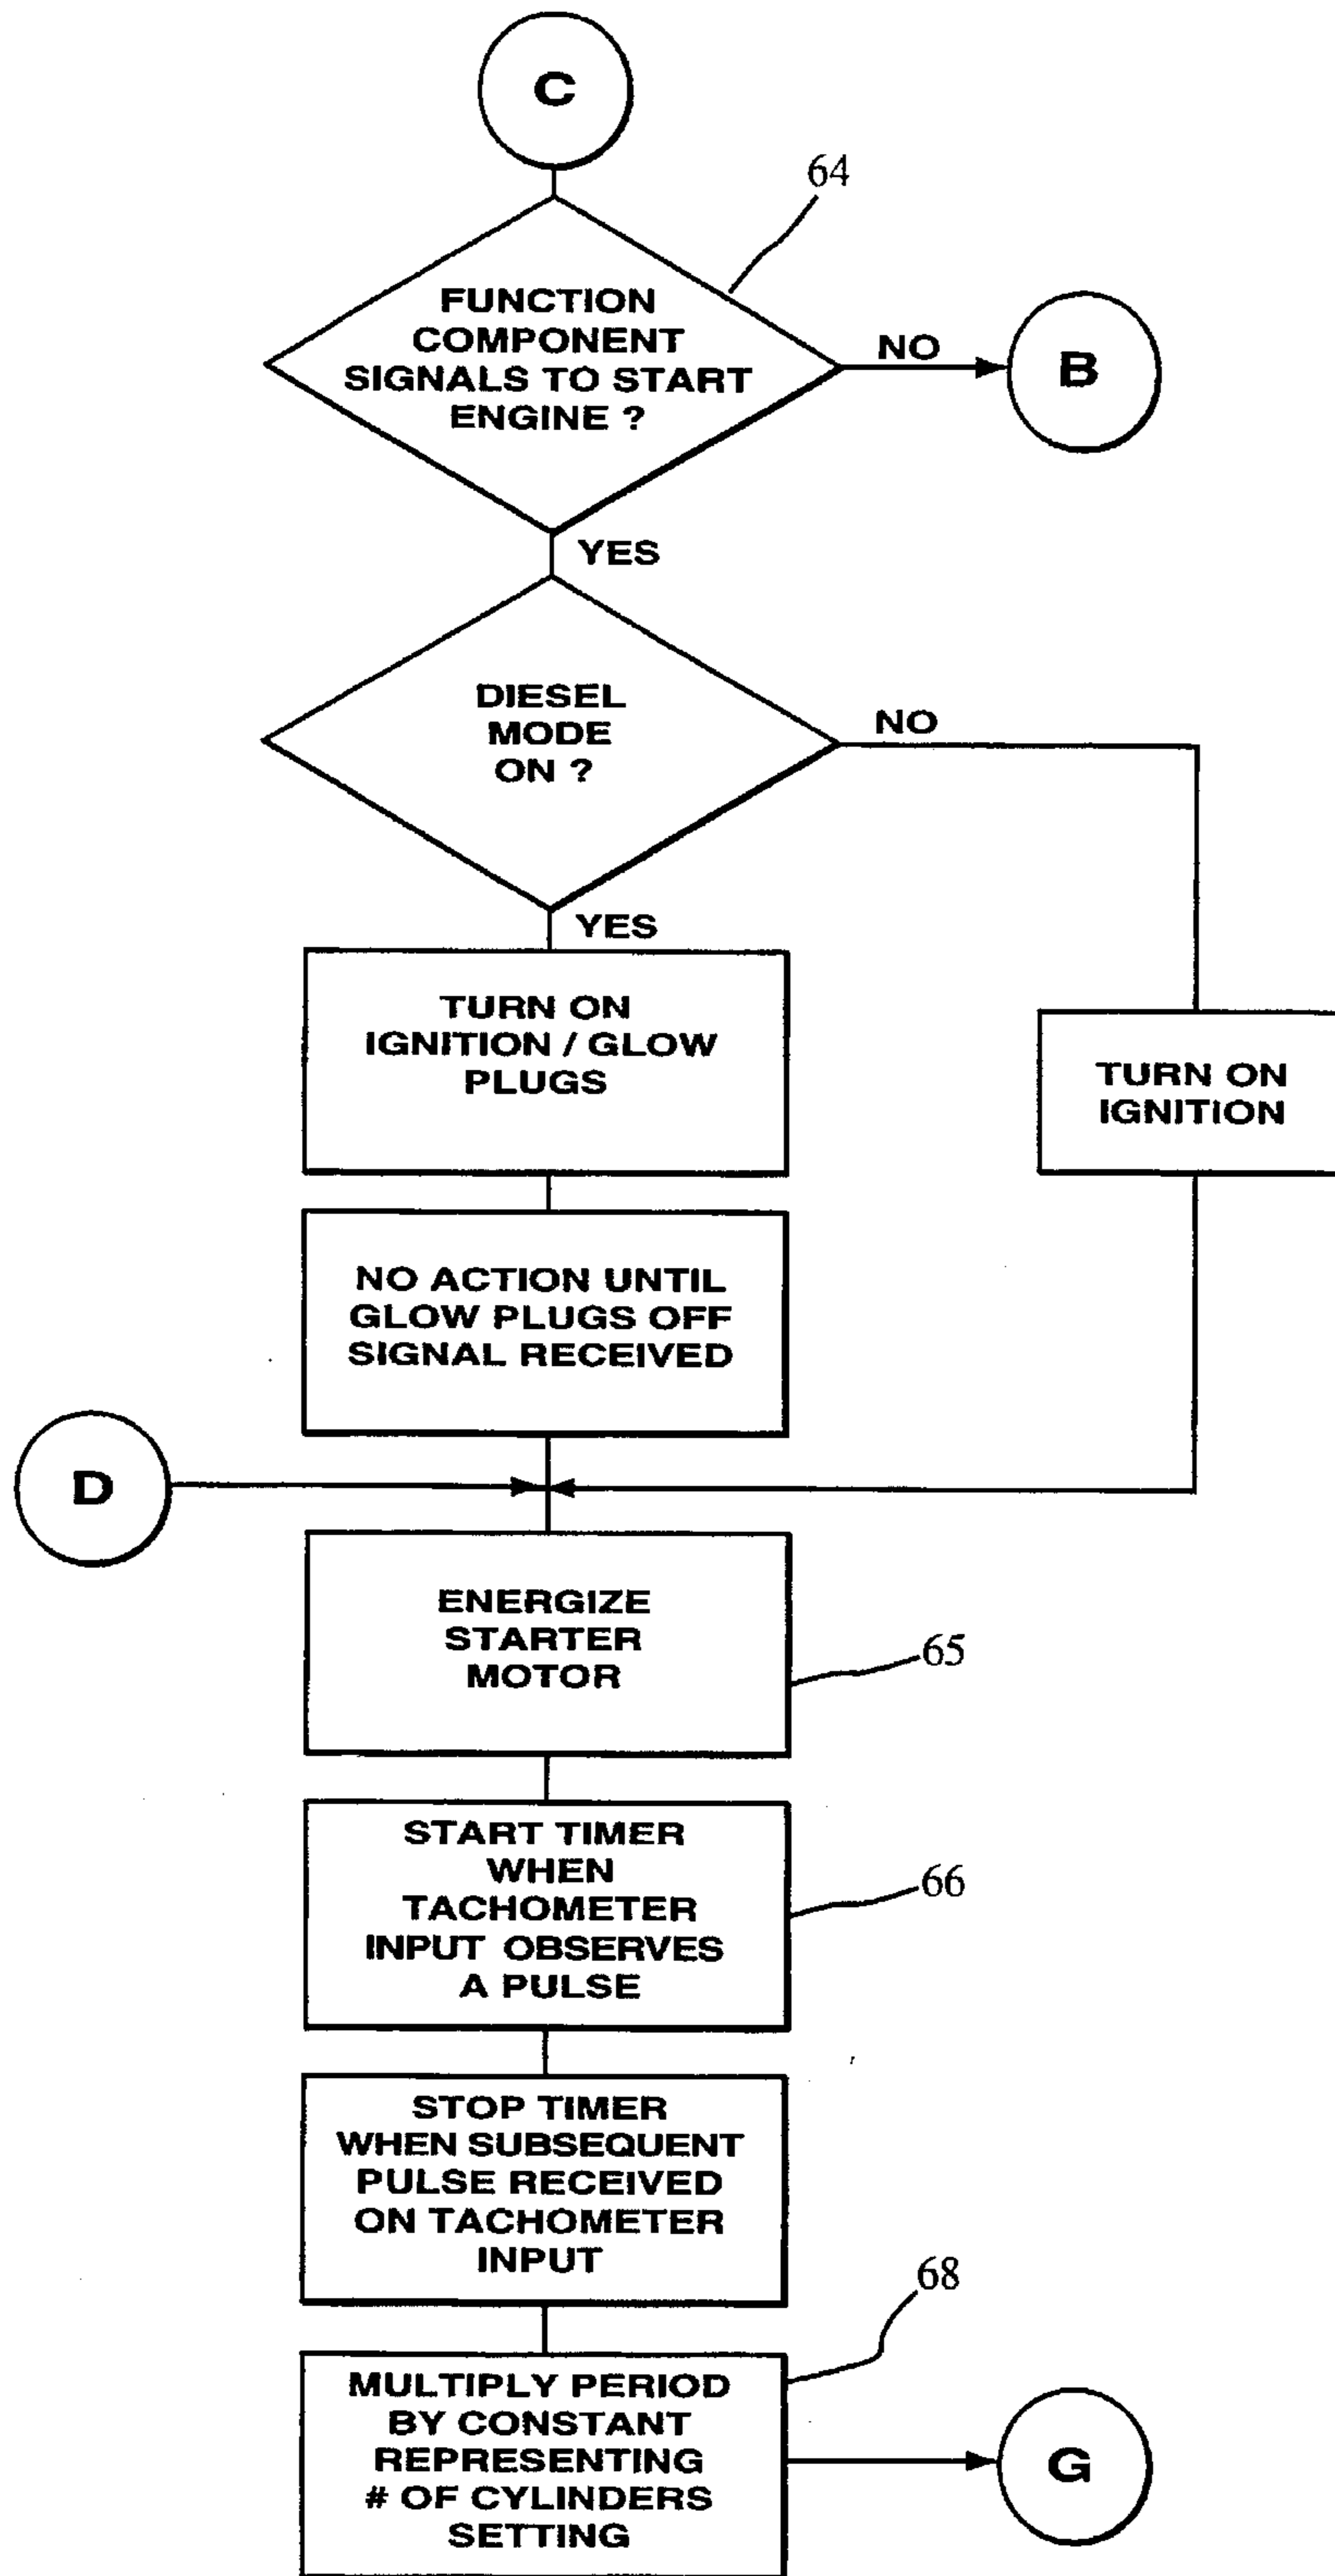 C
64
FUNCTION
COMPONENT
SIGNALS TO START
ENGINE ?
NO
B
YES
DIESEL
MODE
ON ?
NO
YES
TURN ON
IGNITION / GLOW
PLUGS
TURN ON
IGNITION
NO ACTION UNTIL
GLOW PLUGS OFF
SIGNAL RECEIVED
D
ENERGIZE
STARTER
MOTOR
65
START TIMER
WHEN
TACHOMETER
INPUT OBSERVES
A PULSE
66
STOP TIMER
WHEN SUBSEQUENT
PULSE RECEIVED
ON TACHOMETER
INPUT
68
MULTIPLY PERIOD
BY CONSTANT
REPRESENTING
# OF CYLINDERS
SETTING
G